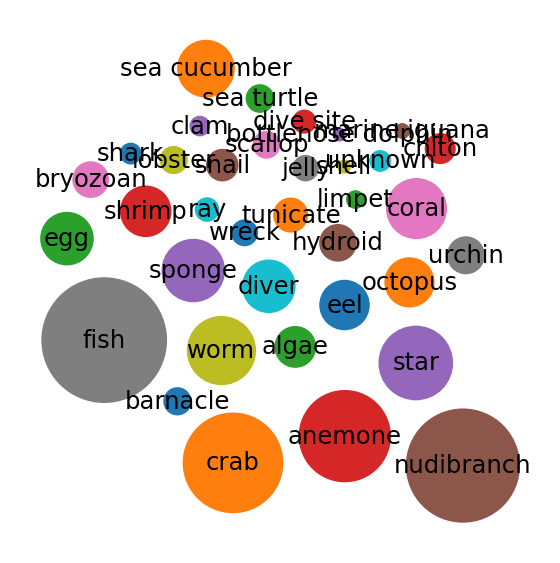 sea cucumber
sea turtle
dive site
clam
bottlenose dolphin
marine iguana
scallop
chiton
shark
lobster
snail
jelly
shell
unknown
bryozoan
shrimp
ray
tunicate
limpet
coral
wreck
hydroid
egg
urchin
sponge
diver
octopus
eel
fish
worm
algae
star
barnacle
crab
anemone
nudibranch